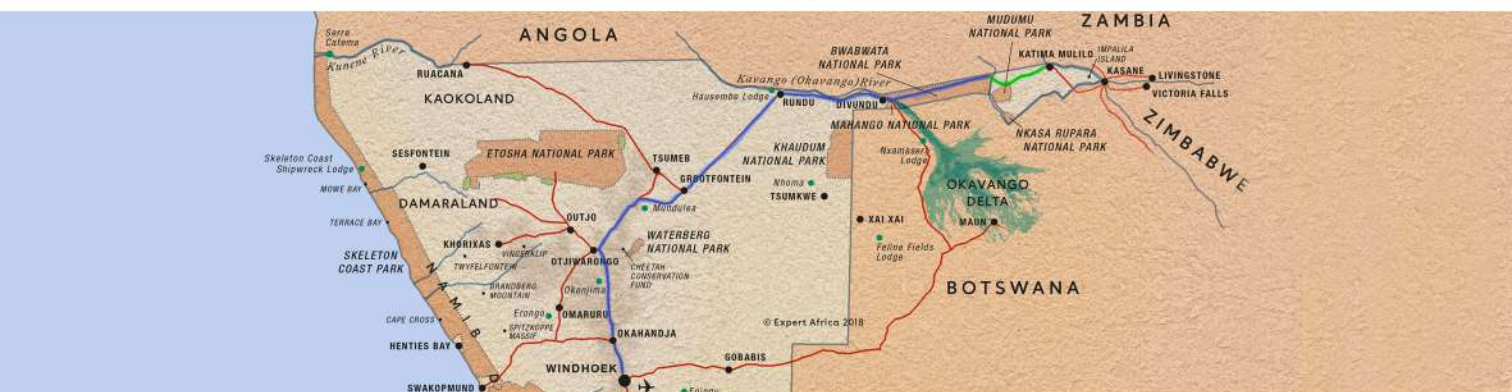 MUDUMU
NATIONAL PARK
ZAMBIA
ANGOLA
Serra
Cafema
Kunene River
RUACANA
BWABWATA
NATIONAL PARK
KATIMA MULILO
IMPALILA
ISLAND
KASANE
LIVINGSTONE
VICTORIA FALLS
KAOKOLAND
Kavango (Okavango) River
Hausembe Lodge
RUNDU
DIVUNDU
MAHANGO NATIONAL PARK
NKASA RUPARA
NATIONAL PARK
ZIMBABWE
SESFONTEIN
ETOSHA NATIONAL PARK
TSUMEB
KHAUDUM
NATIONAL PARK
Nxamaseri
Lodge
Skeleton Coast
Shipwreck Lodge
MOWE BAY
GROOTFONTEIN
Nhoma
TSUMKWE
OKAVANGO
DELTA
DAMARALAND
Mundulea
TERRACE BAY
OUTJO
XAI XAI
MAUN
SKELETON
COAST PARK
KHORIXAS
VINGERKLIP
TWYFELFONTEIN
OTJIWARONGO
WATERBERG
NATIONAL PARK
Feline Fields
Lodge
CHEETAH
CONSERVATION
FUND
NAMIB
D
BRANDBERG
MOUNTAIN
Okonjima
BOTSWANA
CAPE CROSS
Erongo
OMARURU
SPITZKOPPE
MASSIF
© Expert Africa 2018
OKAHANDJA
HENTIES BAY
WINDHOEK
GOBABIS
SWAKOPMUND